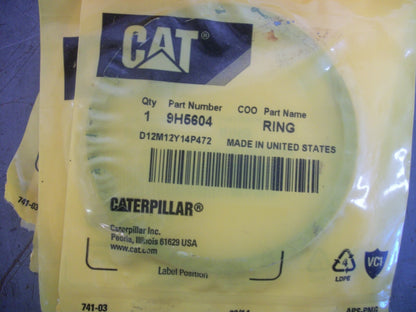 CAT®
Qty Part Number COO Part Name
1 9H5604 RING
D12M12Y14P472 MADE IN UNITED STATES
CATERPILLAR®
Caterpillar Inc.
Peoria, Illinois 61629 USA
www.cat.com
Label Position
4
LDPE
VCI
741-03
741-03